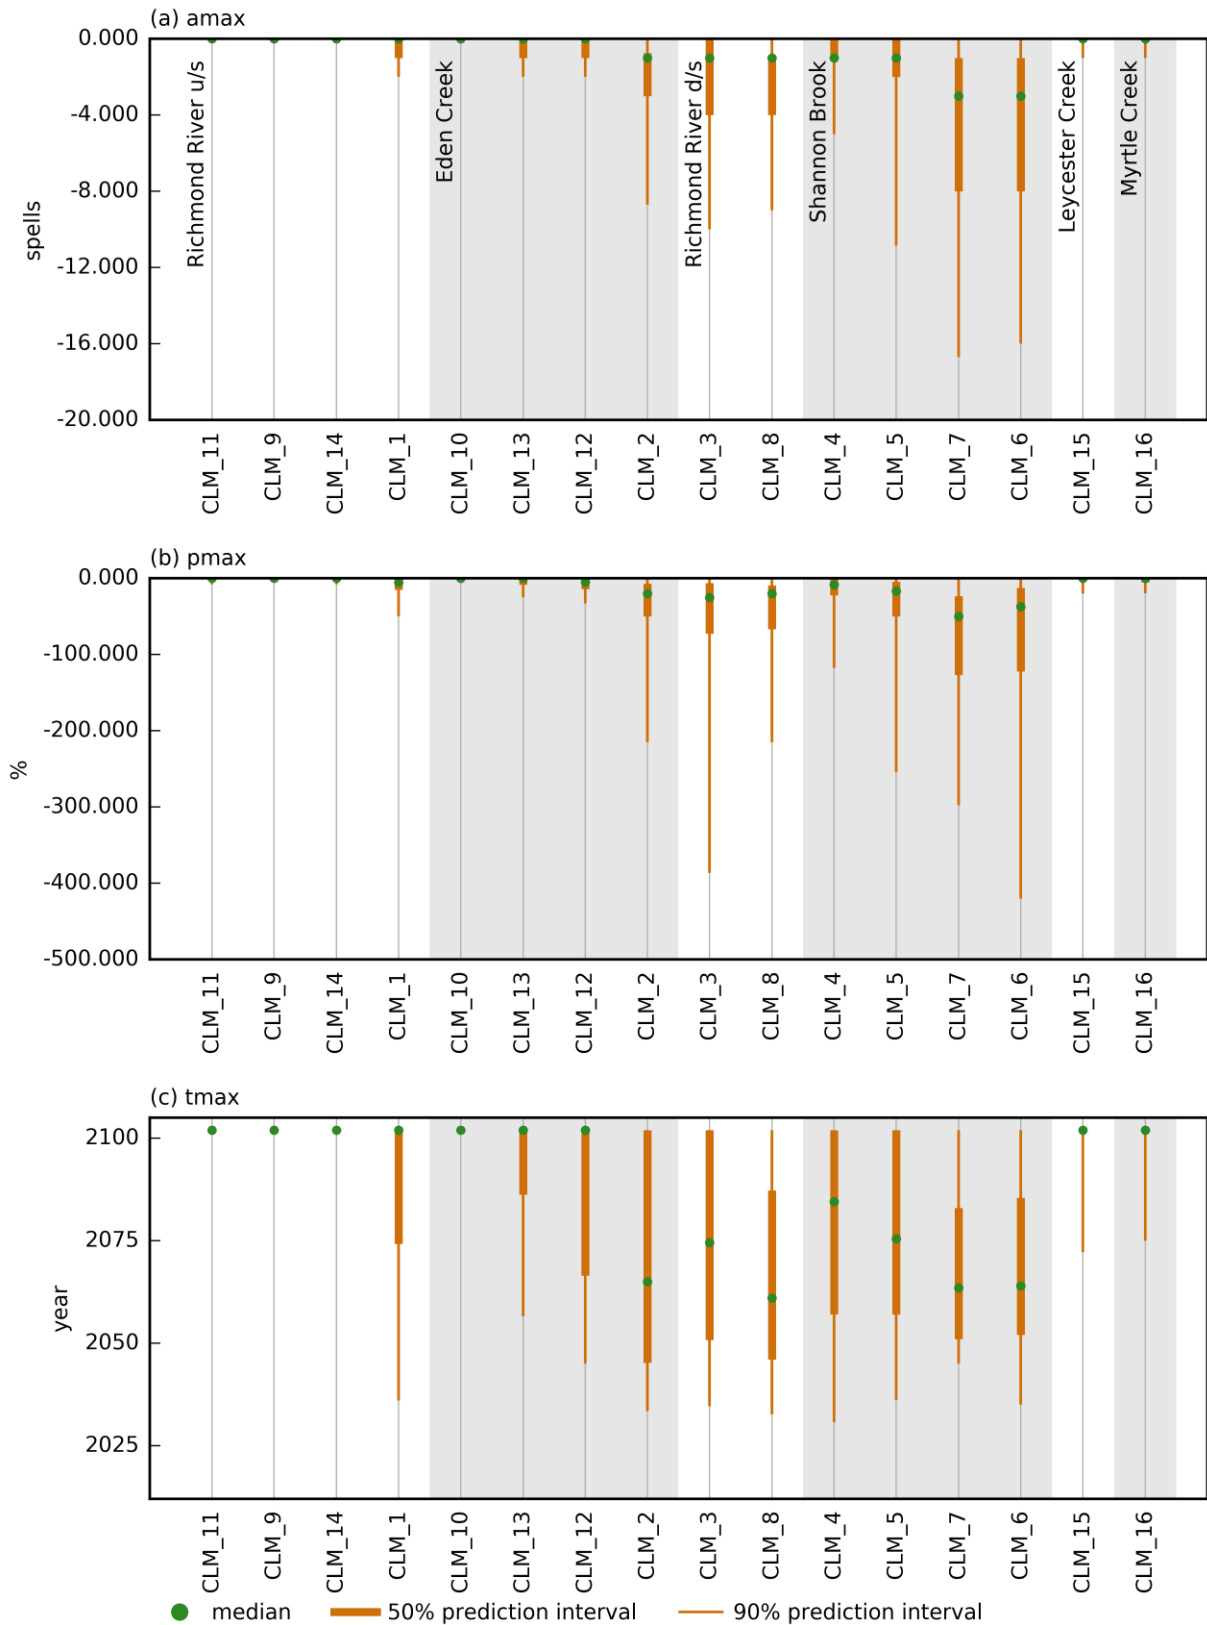 (a) amax
0.000
-4.000
-8.000
-12.000
-16.000
-20.000
spells
Richmond River u/s
Eden Creek
Richmond River d/s
Shannon Brook
Leycester Creek
Myrtle Creek
CLM_11
CLM_9
CLM_14
CLM_1
CLM_10
CLM_13
CLM_12
CLM_2
CLM_3
CLM_8
CLM_4
CLM_5
CLM_7
CLM_6
CLM_15
CLM_16
(b) pmax
0.000
-100.000
-200.000
-300.000
-400.000
-500.000
%
CLM_11
CLM_9
CLM_14
CLM_1
CLM_10
CLM_13
CLM_12
CLM_2
CLM_3
CLM_8
CLM_4
CLM_5
CLM_7
CLM_6
CLM_15
CLM_16
(c) tmax
2100
2075
2050
2025
year
CLM_11
CLM_9
CLM_14
CLM_1
CLM_10
CLM_13
CLM_12
CLM_2
CLM_3
CLM_8
CLM_4
CLM_5
CLM_7
CLM_6
CLM_15
CLM_16
median
50% prediction interval
90% prediction interval